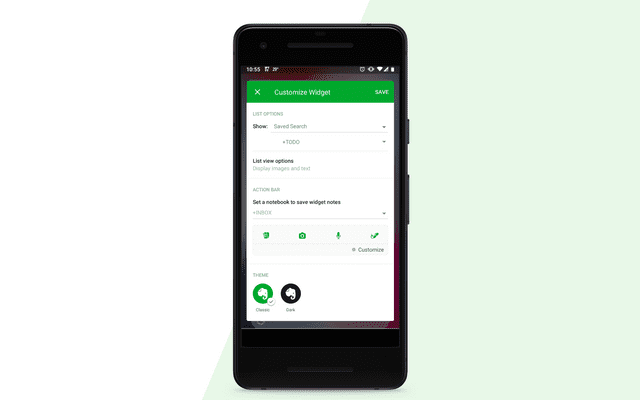 10:55 28°
Customize Widget SAVE
LIST OPTIONS
Show: Saved Search
+TODO
List view options
Display images and text
ACTION BAR
Set a notebook to save widget notes
+INBOX
Customize
THEME
Classic Dark